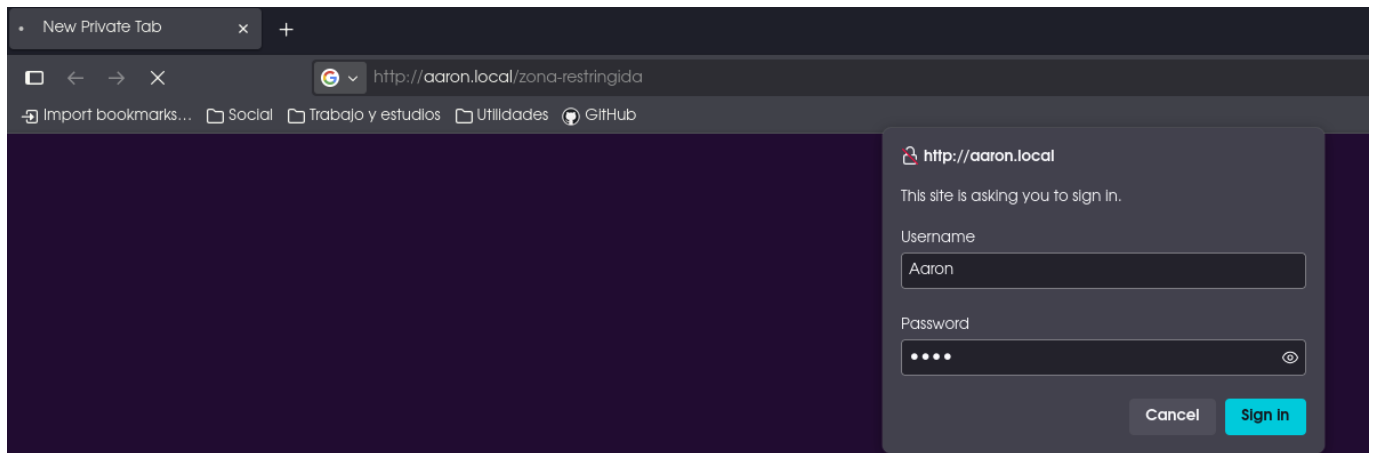 New Private Tab
http://aaron.local/zona-restringida
Import bookmarks... Social Trabajo y estudios Utilidades GitHub
http://aaron.local
This site is asking you to sign in.
Username
Aaron
Password
••••
Cancel Sign in